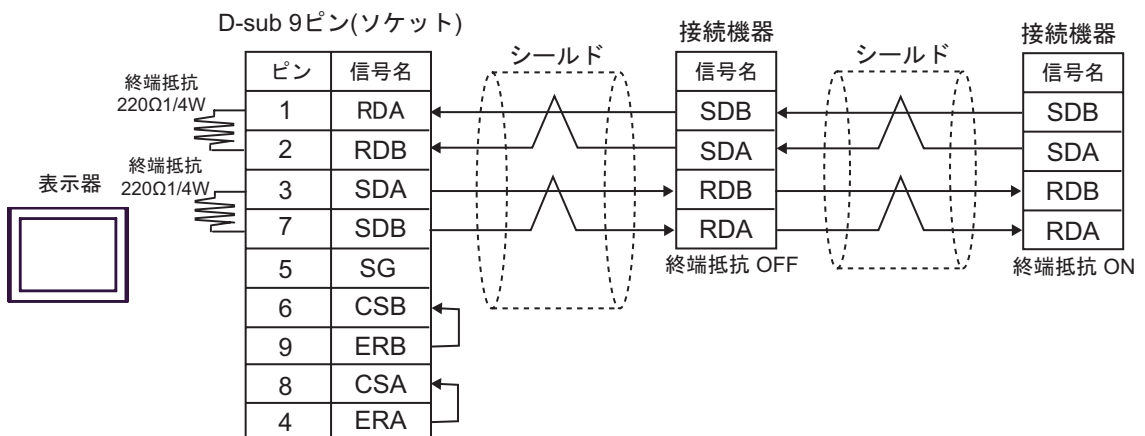 D-sub 9ピン(ソケット)
ピン 信号名
1 RDA
2 RDB
3 SDA
7 SDB
5 SG
6 CSB
9 ERB
8 CSA
4 ERA
終端抵抗
220Ω1/4W
終端抵抗
220Ω1/4W
表示器
シールド
接続機器
信号名
SDB
SDA
RDB
RDA
終端抵抗 OFF
シールド
接続機器
信号名
SDB
SDA
RDB
RDA
終端抵抗 ON